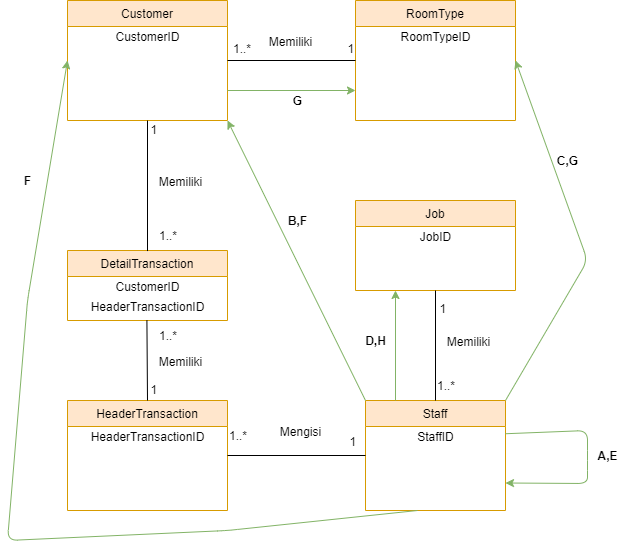 Customer
CustomerID
RoomType
RoomTypeID
1..*
Memiliki
1
G
F
1
Memiliki
1..*
B,F
C,G
Job
JobID
DetailTransaction
CustomerID
HeaderTransactionID
1
D,H
Memiliki
1..*
1..*
Memiliki
1
HeaderTransaction
HeaderTransactionID
1..*
Mengisi
1
Staff
StaffID
A,E